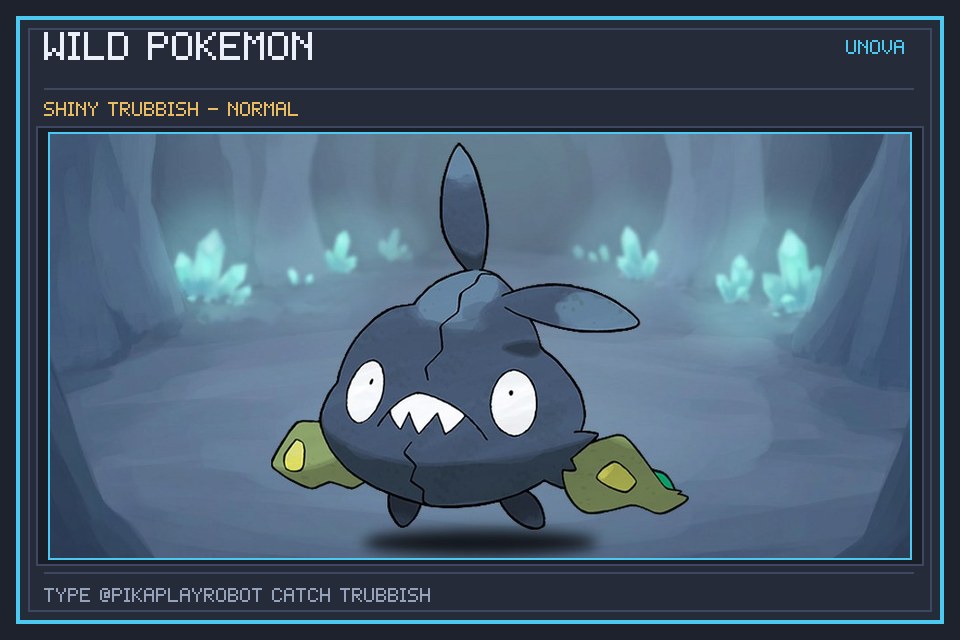 WILD POKEMON
UNOVA
SHINY TRUBBISH - NORMAL
TYPE @PIKAPLAYROBOT CATCH TRUBBISH